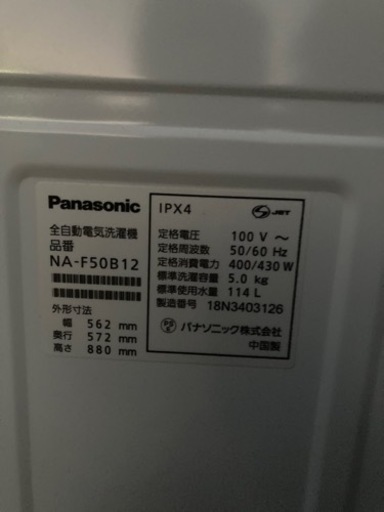 Panasonic
全自動電気洗濯機
品番
NA-F50B12
外形寸法
幅 562 mm
奥行 572 mm
高さ 880 mm
IPX4
JET
定格電圧 100 V ～
定格周波数 50/60 Hz
定格消費電力 400/430 W
標準洗濯容量 5.0 kg
標準使用水量 114 L
製造番号 18N3403126
パナソニック株式会社
中国製